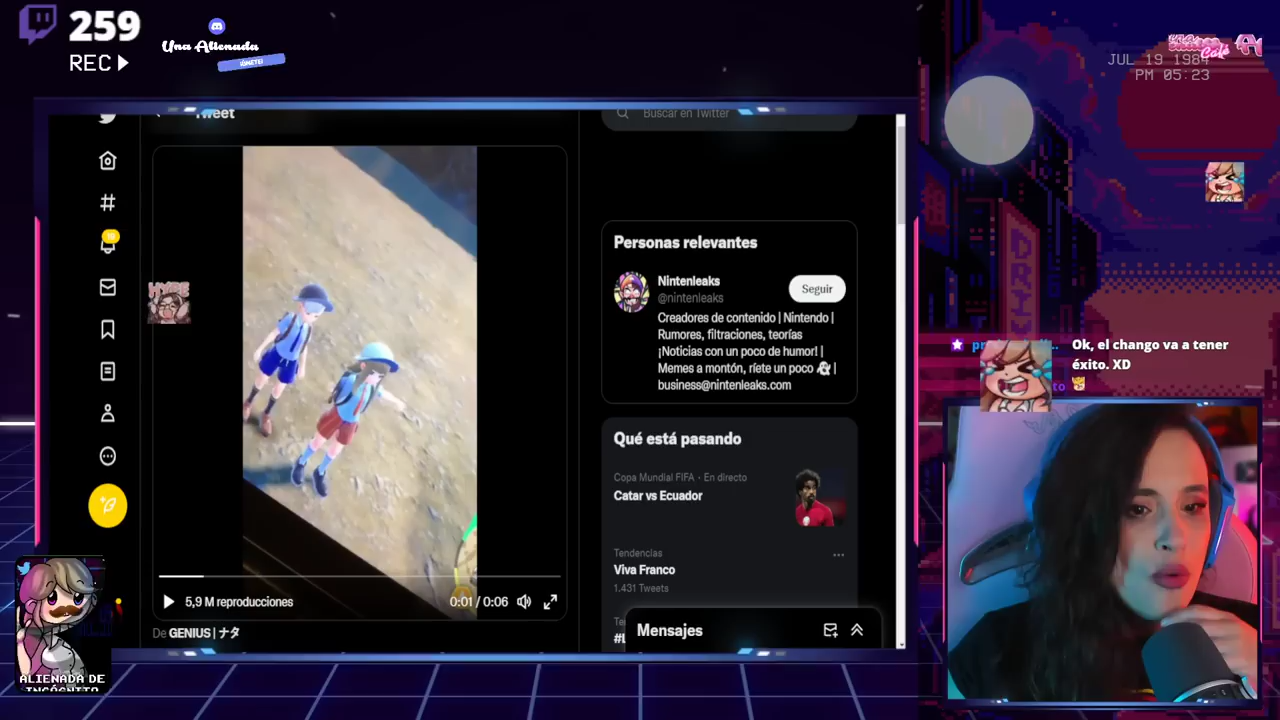 259
REC
Una Alienada
¡ÚNETE!
Café
JUL 19 1984
PM 05:23
Tweet
Buscar en Twitter
HYPE
Personas relevantes
Nintenleaks
@nintenleaks
Seguir
Creadores de contenido | Nintendo |
Rumores, filtraciones, teorías
¡Noticias con un poco de humor! |
Memes a montón, ríete un poco |
business@nintenleaks.com
Qué está pasando
Copa Mundial FIFA · En directo
Catar vs Ecuador
Tendencias
Viva Franco
1.431 Tweets
Mensajes
5,9 M reproducciones
0:01 / 0:06
De GENIUS | ナタ
Ok, el chango va a tener
éxito. XD
ALIENADA DE
INCÓGNITO